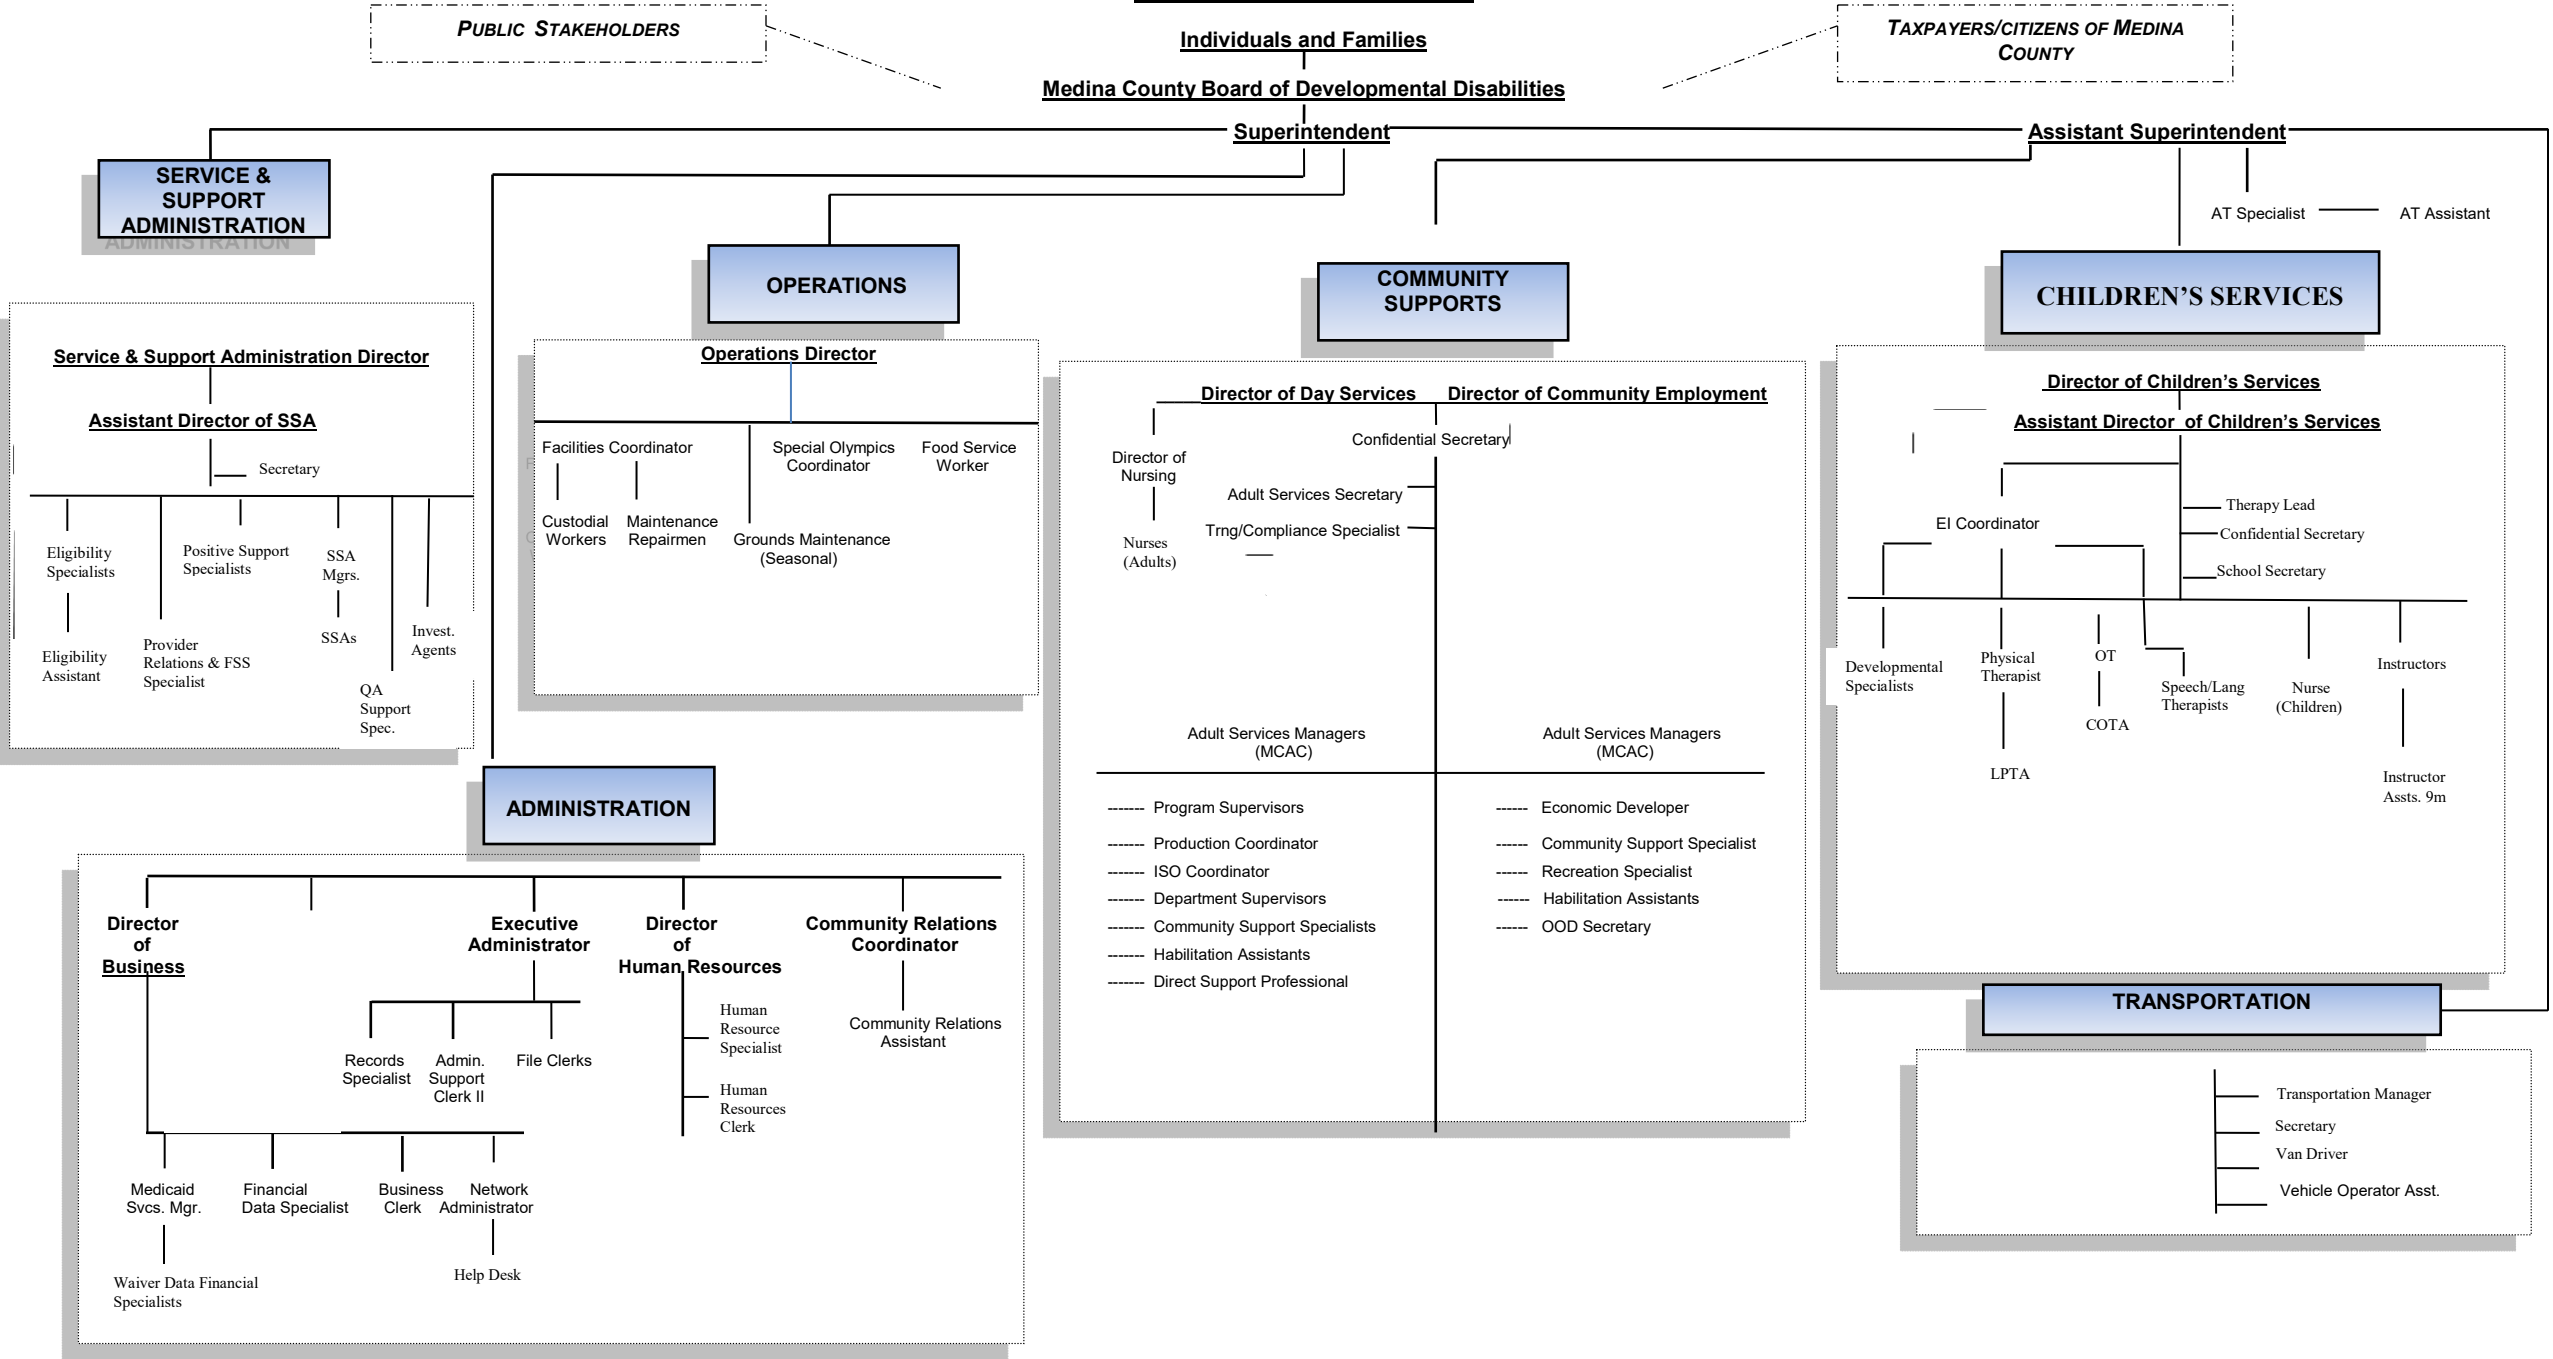 PUBLIC STAKEHOLDERS
TAXPAYERS/CITIZENS OF MEDINA
COUNTY
Individuals and Families
Medina County Board of Developmental Disabilities
Superintendent
Assistant Superintendent
AT Specialist
AT Assistant
SERVICE &
SUPPORT
ADMINISTRATION
Service & Support Administration Director
Assistant Director of SSA
Secretary
Eligibility
Specialists
Positive Support
Specialists
SSA
Mgrs.
Eligibility
Assistant
Provider
Relations & FSS
Specialist
SSAs
Invest.
Agents
QA
Support
Spec.
OPERATIONS
Operations Director
Facilities Coordinator
Special Olympics
Coordinator
Food Service
Worker
Custodial
Workers
Maintenance
Repairmen
Grounds Maintenance
(Seasonal)
COMMUNITY
SUPPORTS
Director of Day Services
Director of Community Employment
Confidential Secretary
Director of
Nursing
Adult Services Secretary
Trng/Compliance Specialist
Nurses
(Adults)
Adult Services Managers
(MCAC)
------- Program Supervisors
------- Production Coordinator
------- ISO Coordinator
------- Department Supervisors
------- Community Support Specialists
------- Habilitation Assistants
------- Direct Support Professional
Adult Services Managers
(MCAC)
------ Economic Developer
------ Community Support Specialist
------ Recreation Specialist
------ Habilitation Assistants
------ OOD Secretary
CHILDREN’S SERVICES
Director of Children’s Services
Assistant Director of Children’s Services
EI Coordinator
Therapy Lead
Confidential Secretary
School Secretary
Developmental
Specialists
Physical
Therapist
OT
Speech/Lang
Therapists
Nurse
(Children)
Instructors
LPTA
COTA
Instructor
Assts. 9m
ADMINISTRATION
Director
of
Business
Executive
Administrator
Director
of
Human Resources
Community Relations
Coordinator
Records
Specialist
Admin.
Support
Clerk II
File Clerks
Human
Resource
Specialist
Human
Resources
Clerk
Community Relations
Assistant
Medicaid
Svcs. Mgr.
Financial
Data Specialist
Business
Clerk
Network
Administrator
Waiver Data Financial
Specialists
Help Desk
TRANSPORTATION
Transportation Manager
Secretary
Van Driver
Vehicle Operator Asst.